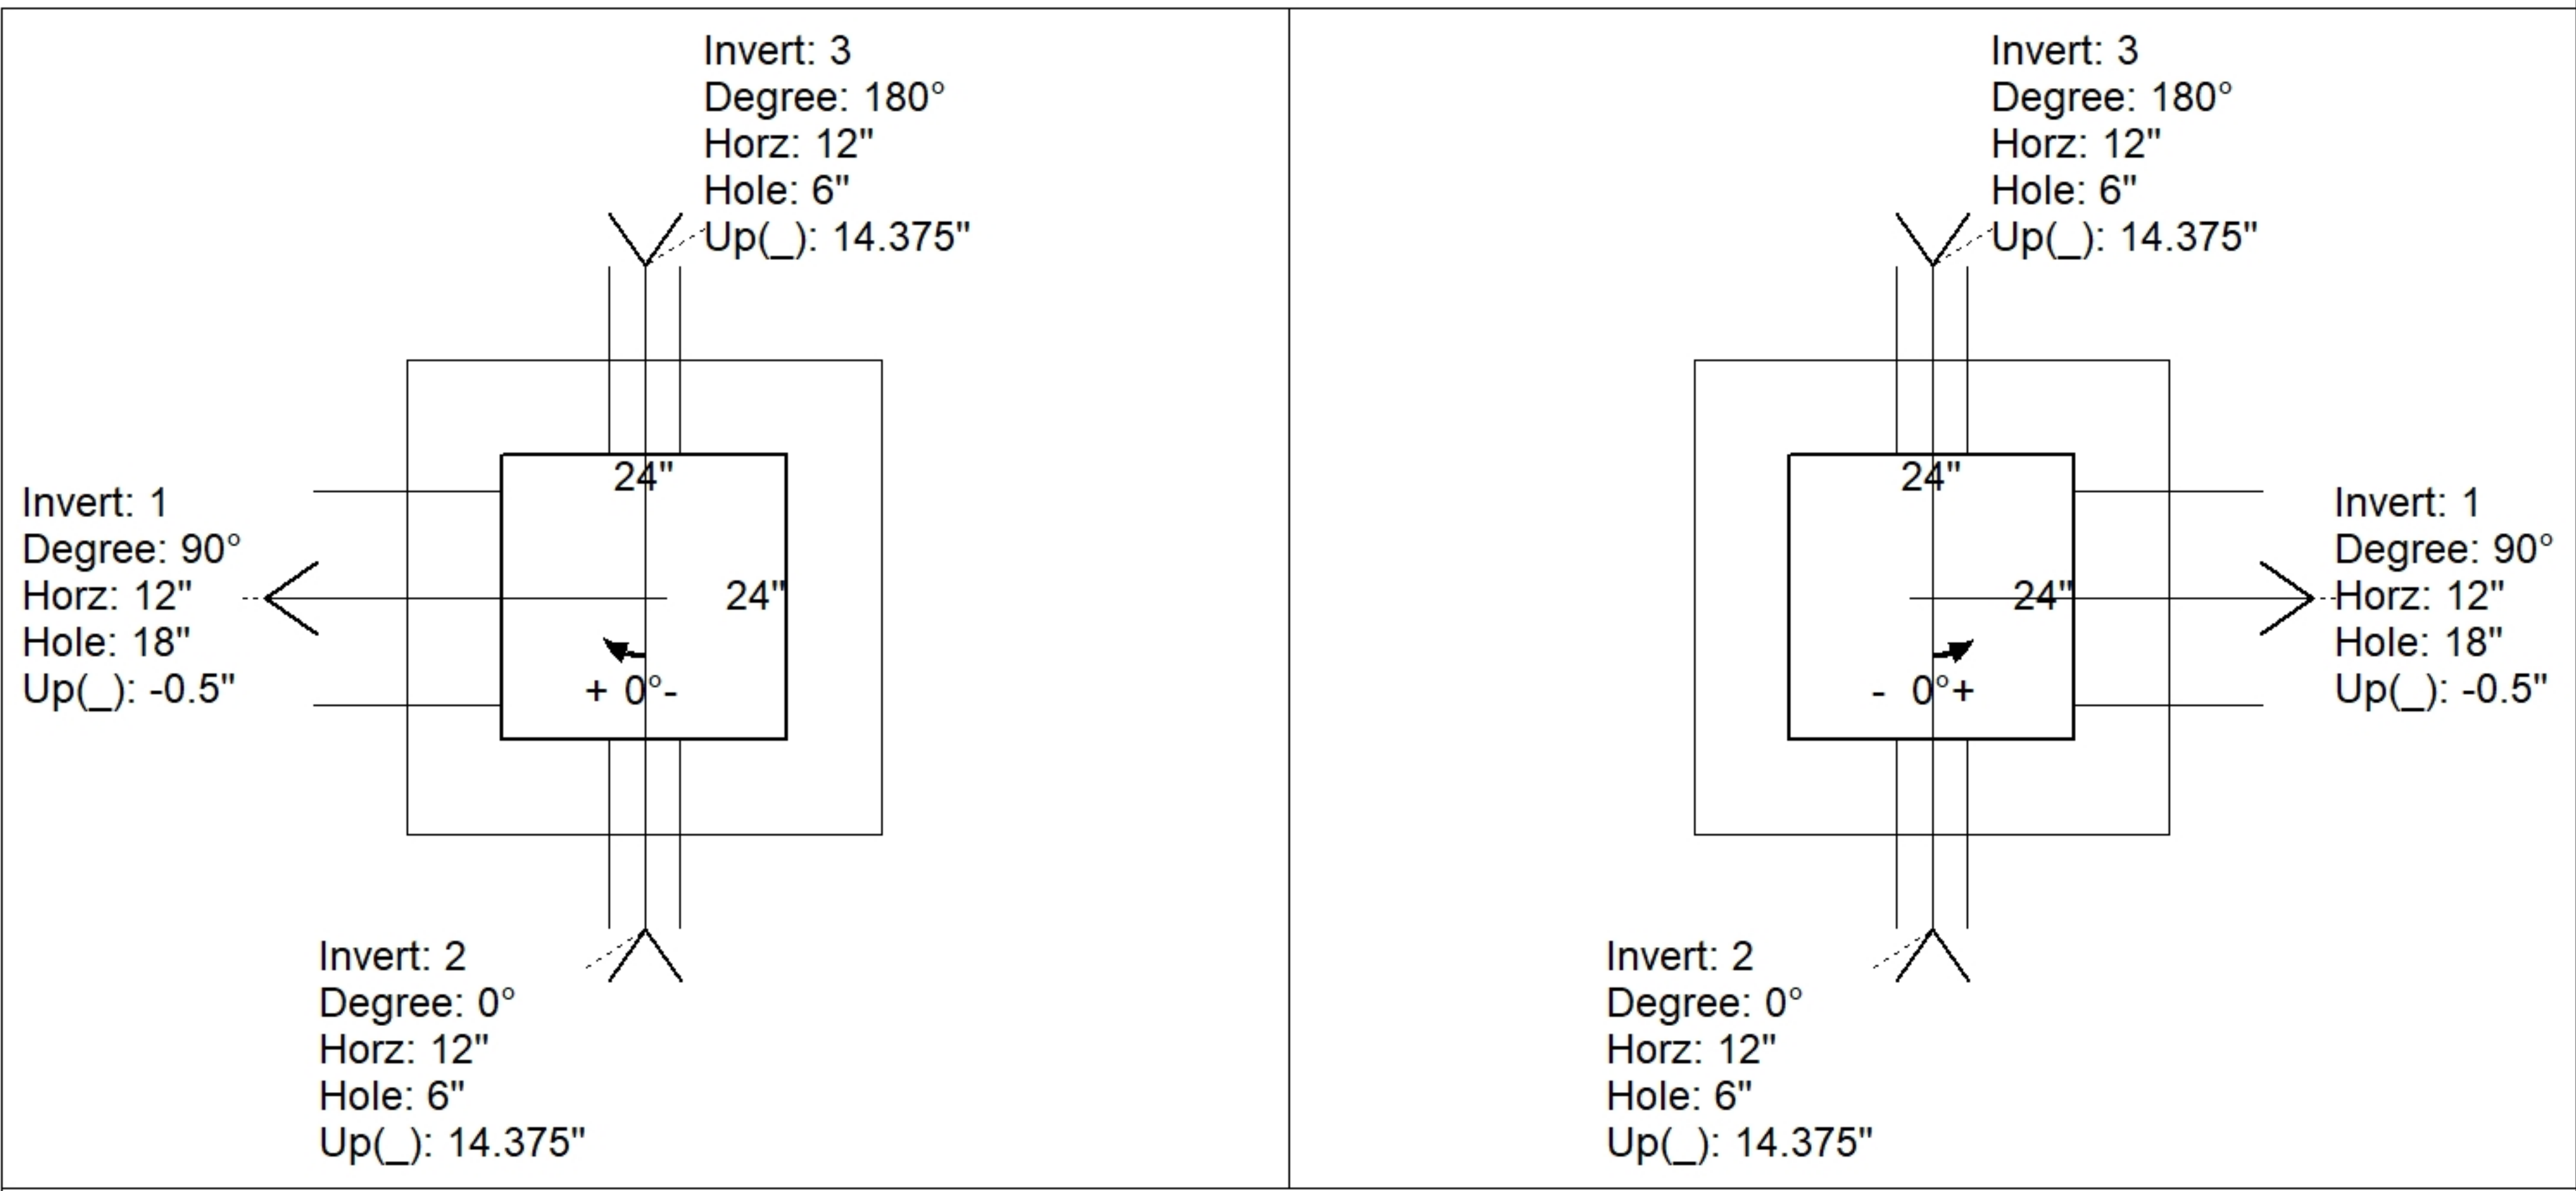 Invert: 3
Degree: 180°
Horz: 12"
Hole: 6"
Up(_): 14.375"
24"
24"
Invert: 1
Degree: 90°
Horz: 12"
Hole: 18"
Up(_): -0.5"
+ 0°-
Invert: 2
Degree: 0°
Horz: 12"
Hole: 6"
Up(_): 14.375"
Invert: 3
Degree: 180°
Horz: 12"
Hole: 6"
Up(_): 14.375"
24"
24"
Invert: 1
Degree: 90°
Horz: 12"
Hole: 18"
Up(_): -0.5"
- 0°+
Invert: 2
Degree: 0°
Horz: 12"
Hole: 6"
Up(_): 14.375"